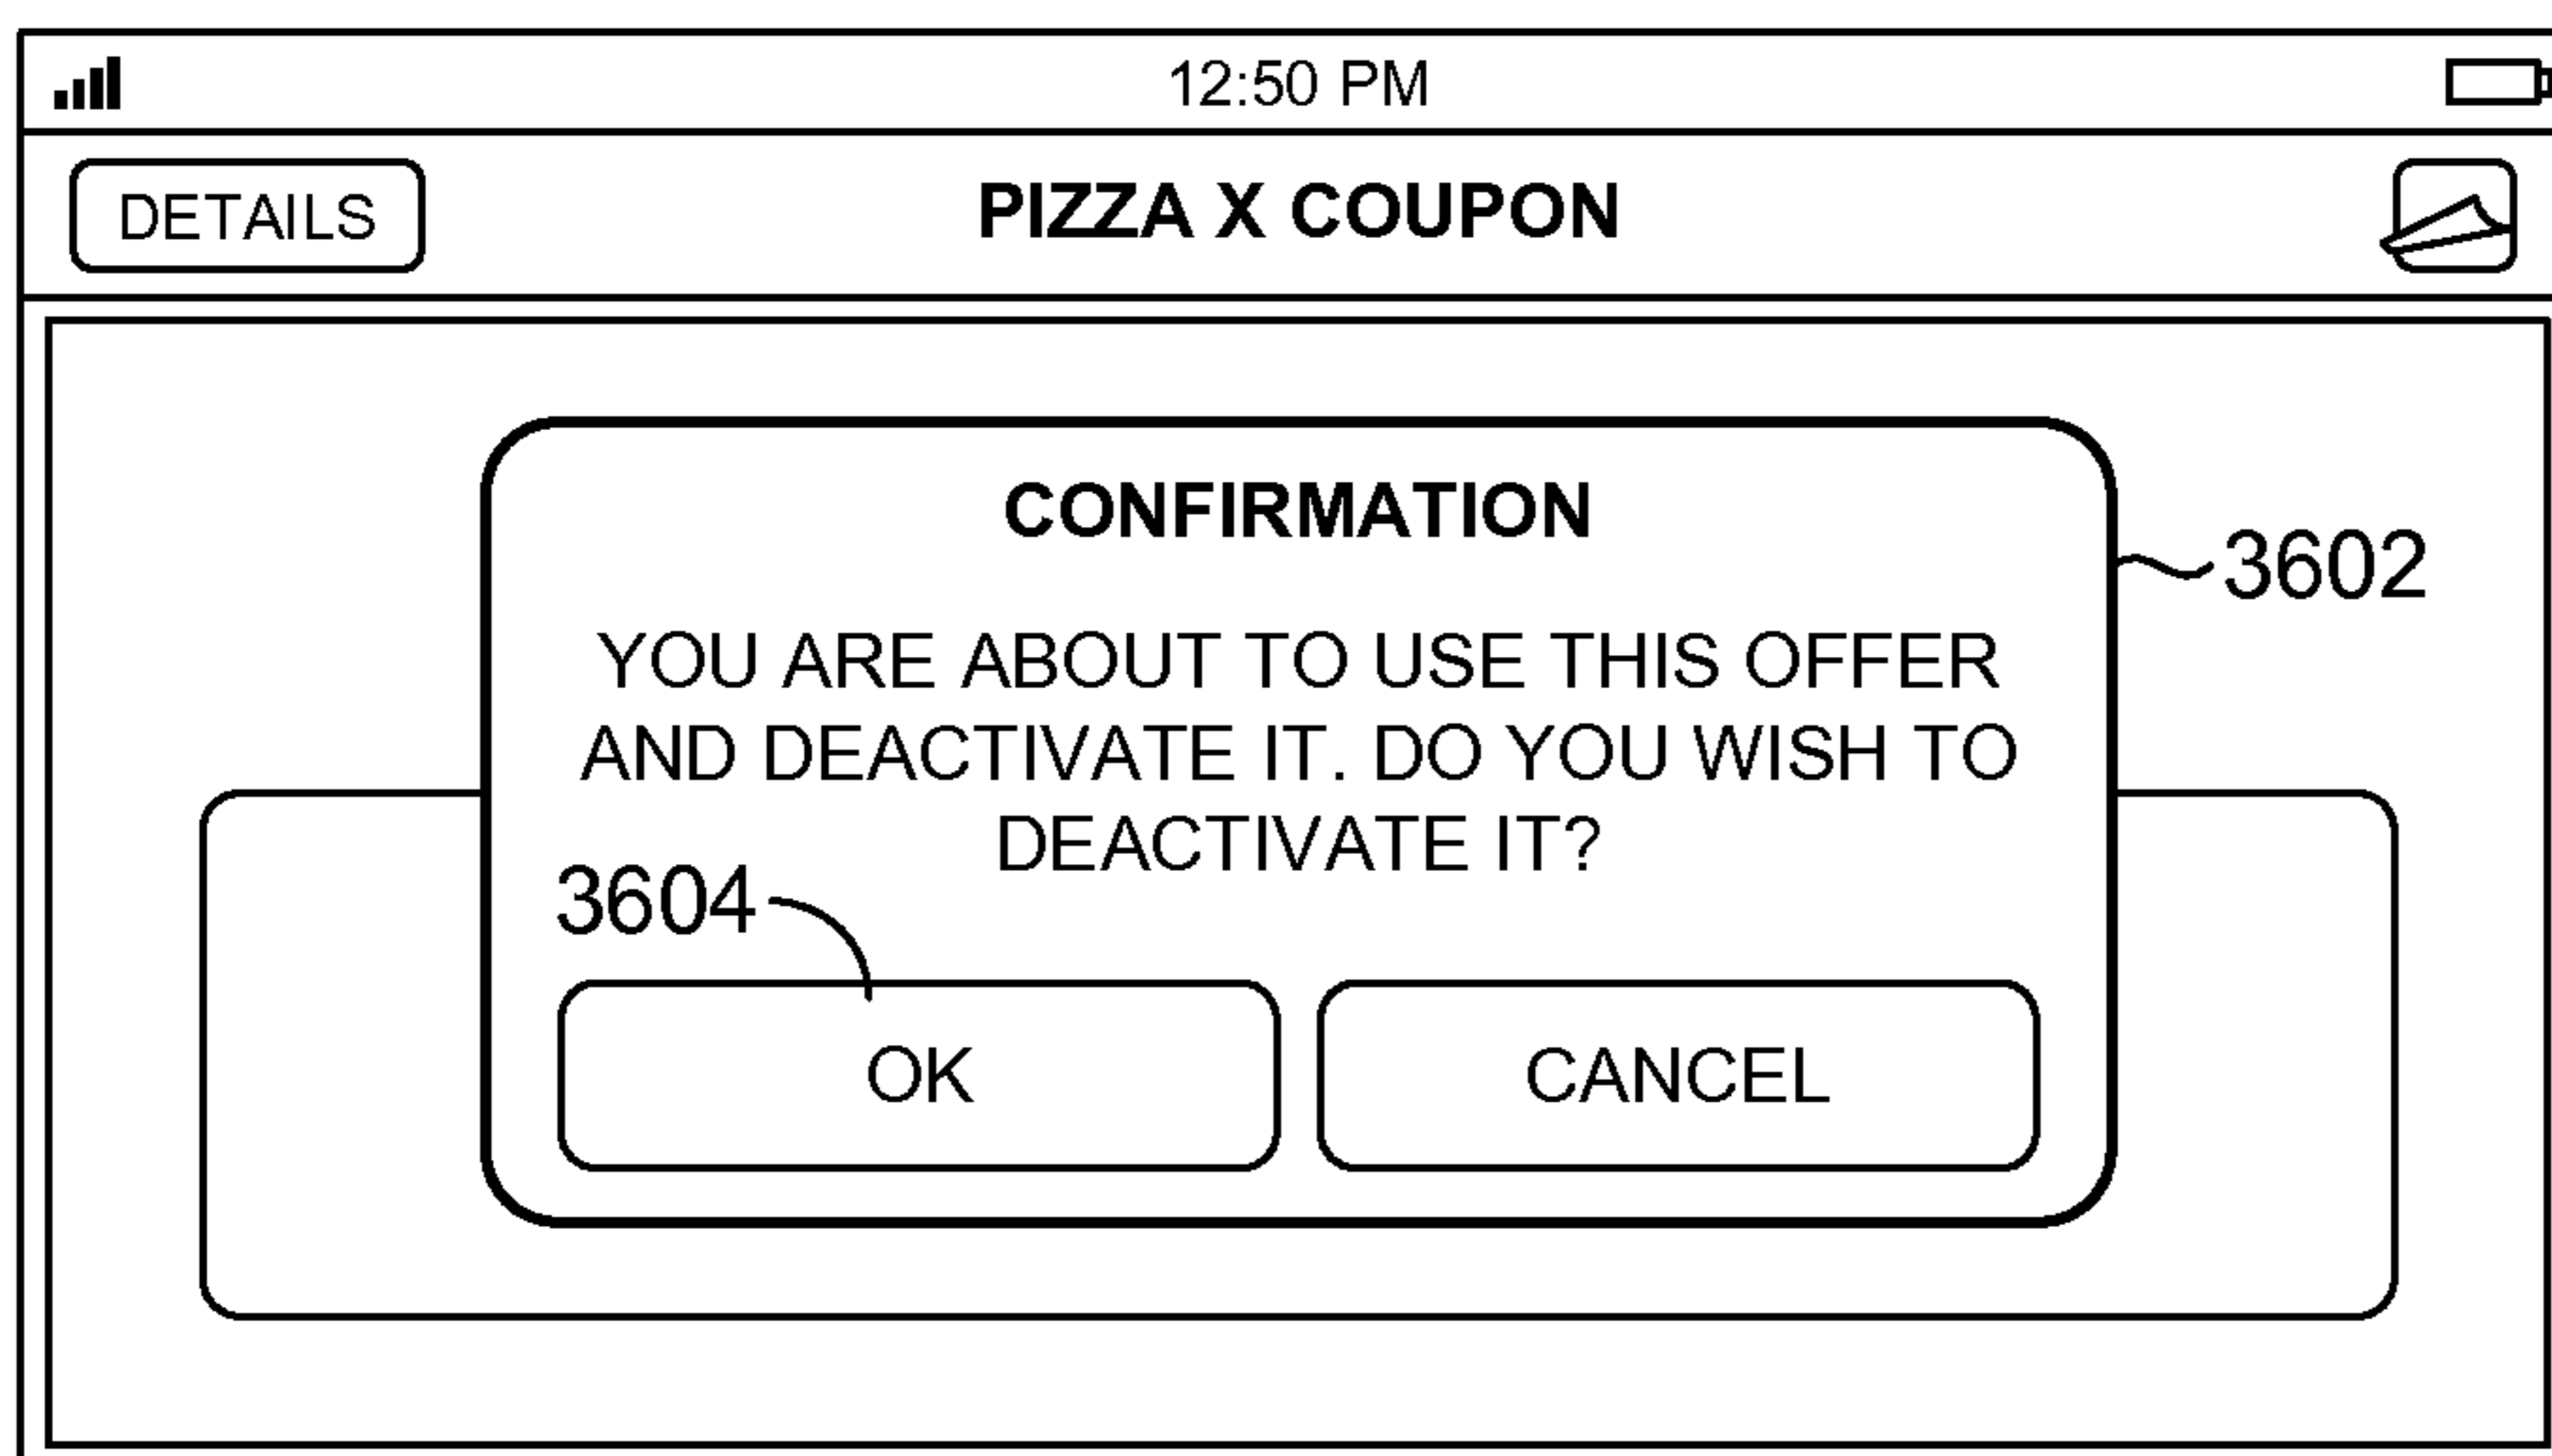 12:50 PM
DETAILS
PIZZA X COUPON
CONFIRMATION
3602
YOU ARE ABOUT TO USE THIS OFFER
AND DEACTIVATE IT. DO YOU WISH TO
DEACTIVATE IT?
3604
OK
CANCEL